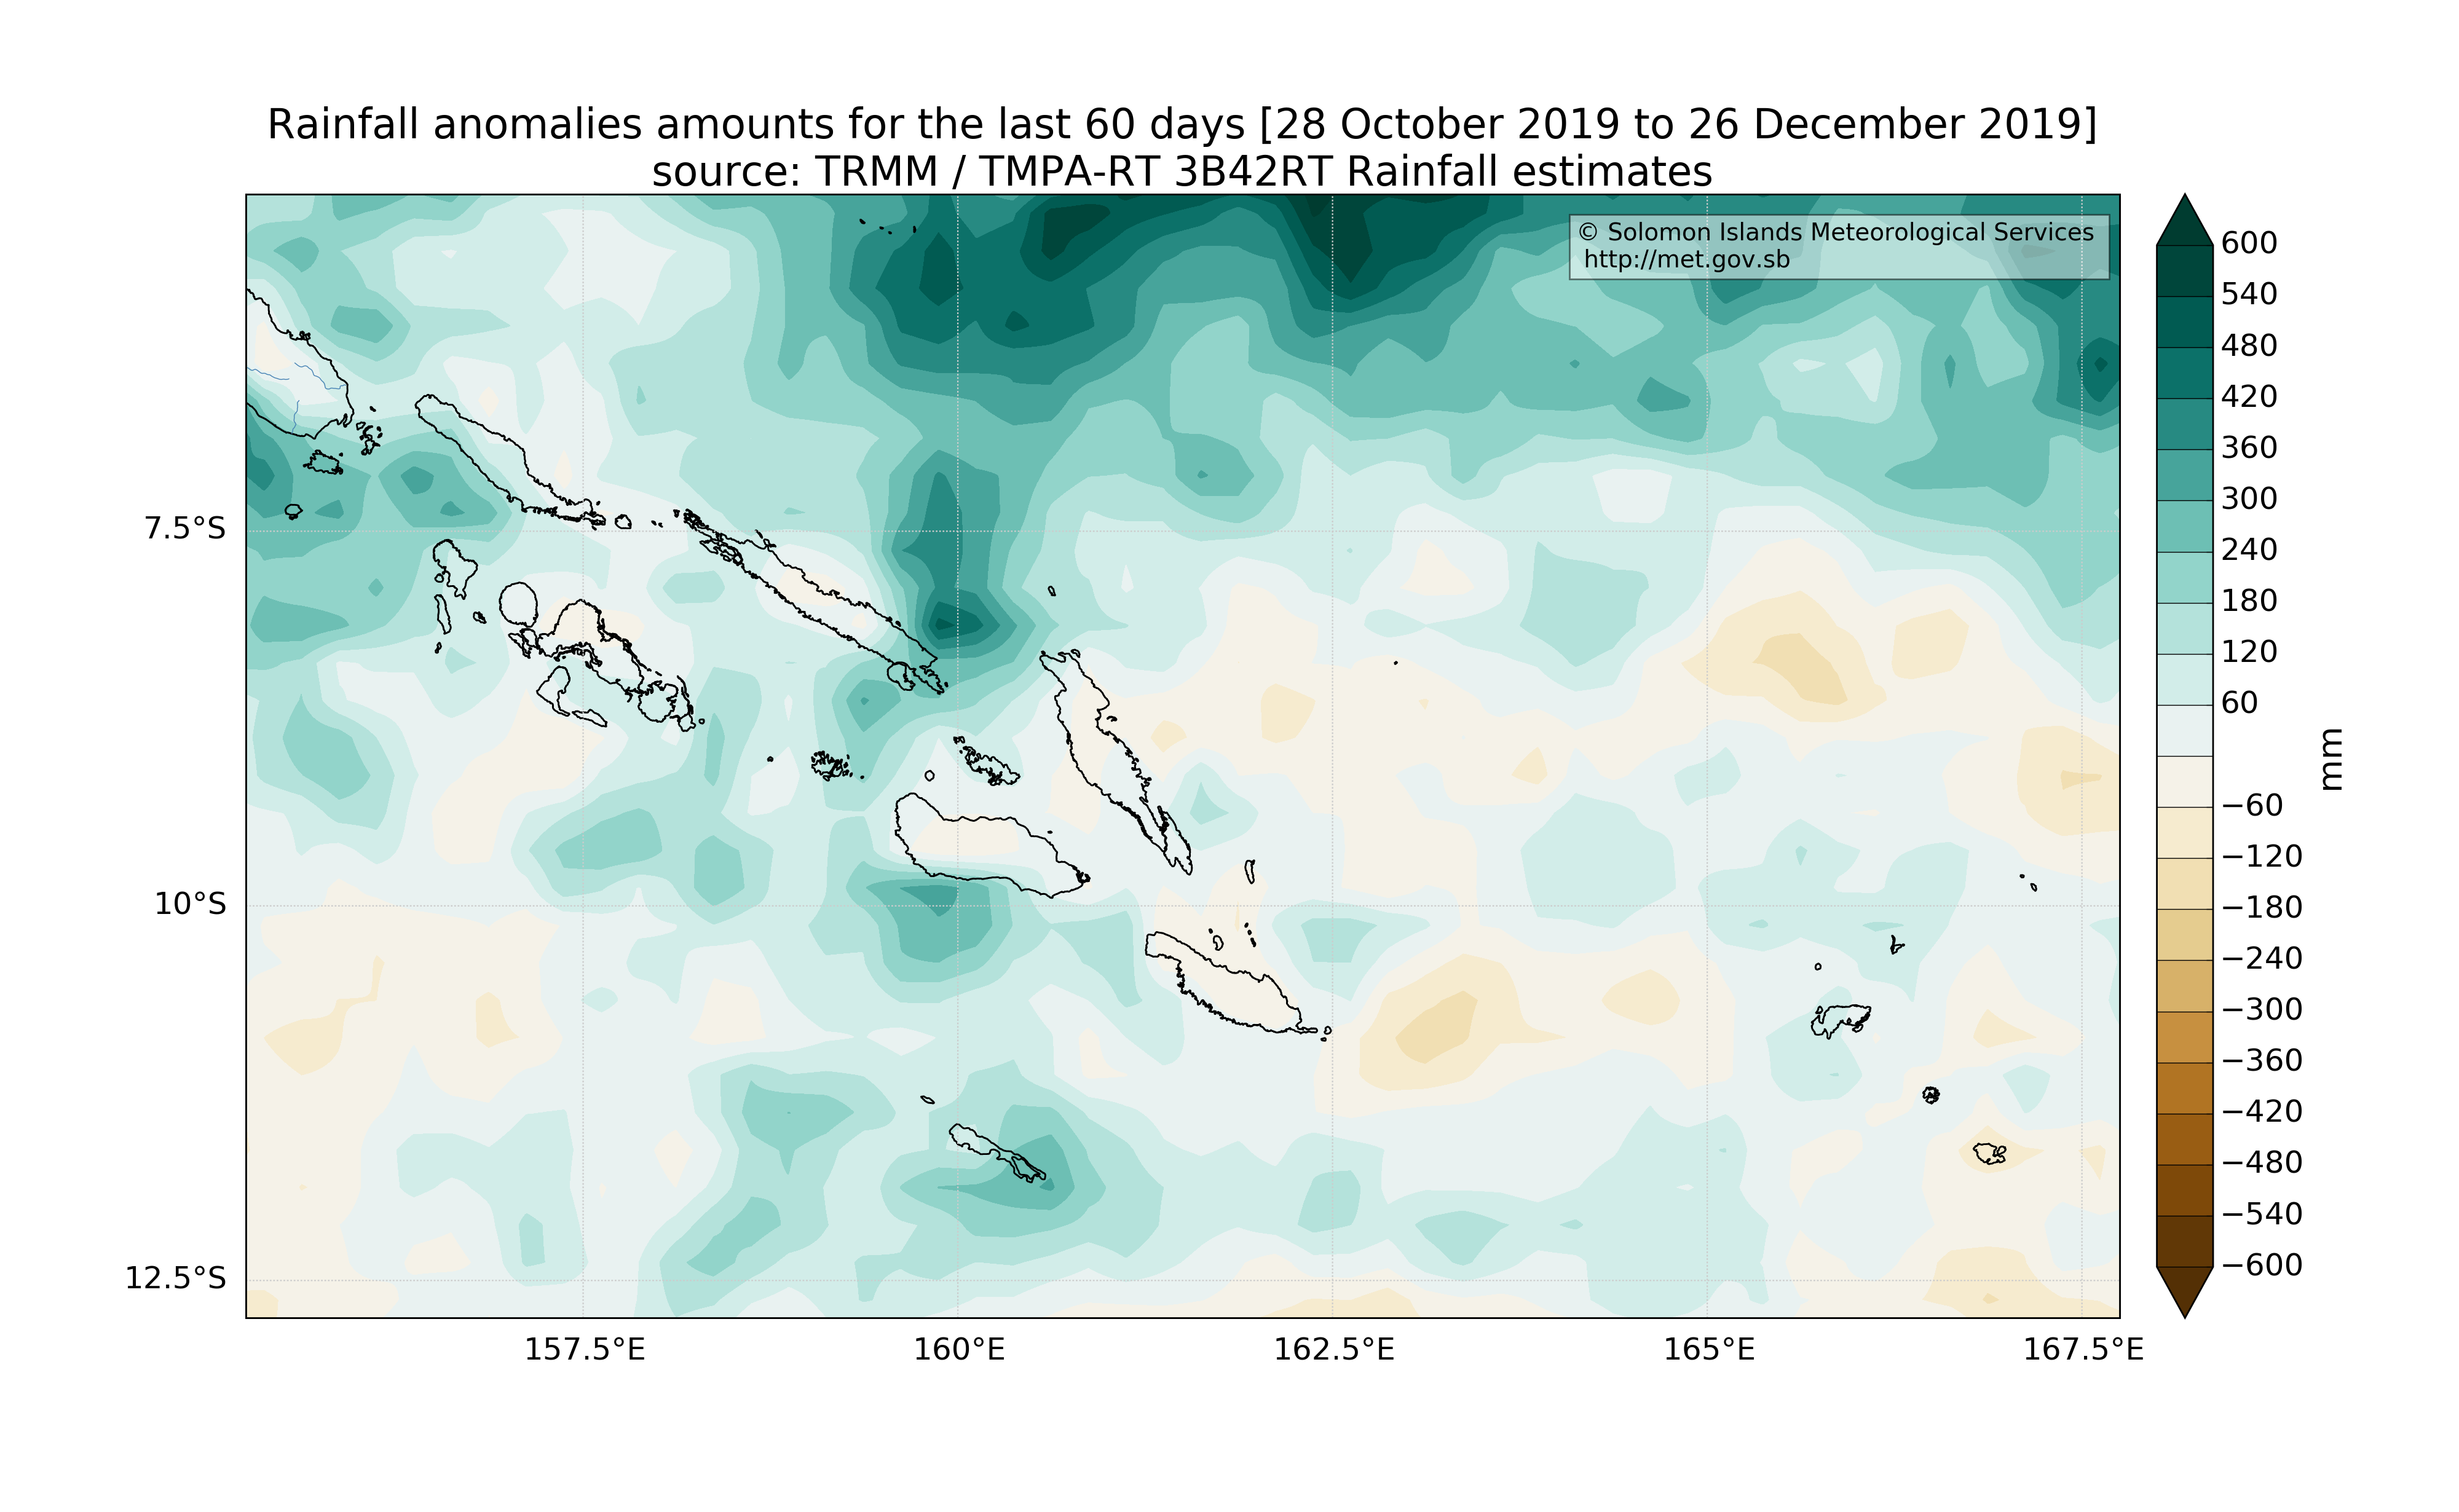 Rainfall anomalies amounts for the last 60 days [28 October 2019 to 26 December 2019]
source: TRMM / TMPA-RT 3B42RT Rainfall estimates
© Solomon Islands Meteorological Services
http://met.gov.sb
7.5°S
10°S
12.5°S
157.5°E
160°E
162.5°E
165°E
167.5°E
600
540
480
420
360
300
240
180
120
60
−60
−120
−180
−240
−300
−360
−420
−480
−540
−600
mm